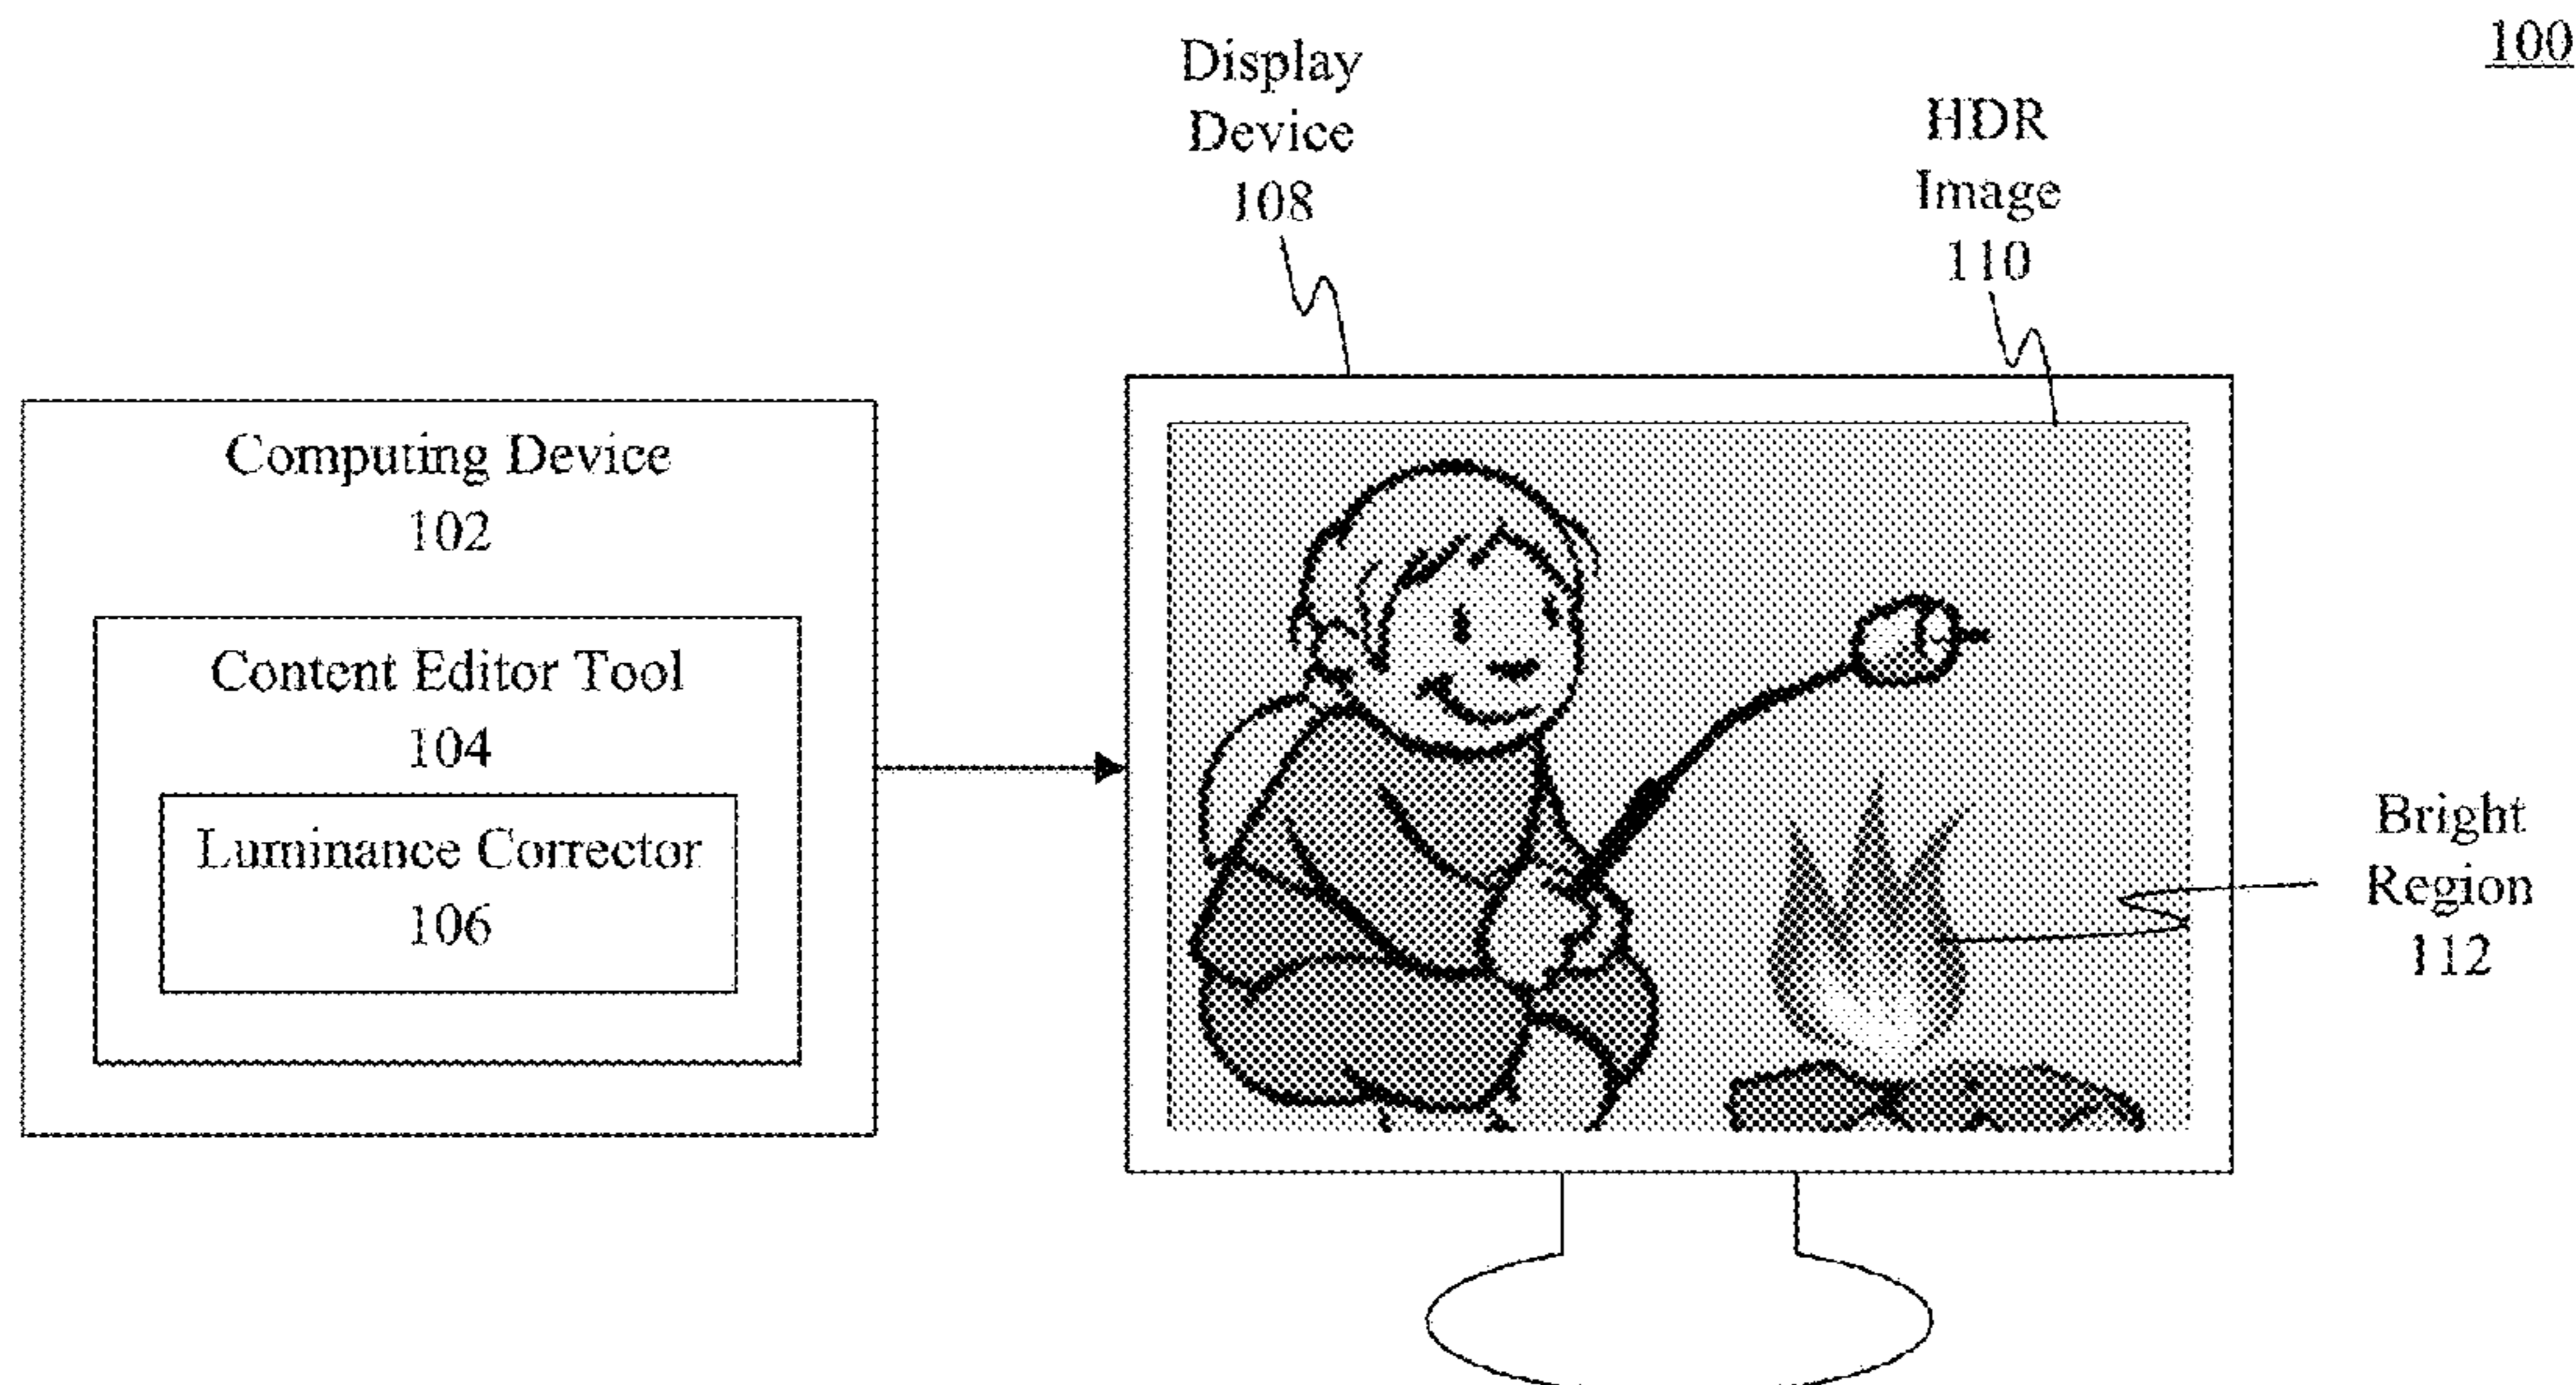 100
Display
Device
108
HDR
Image
110
Computing Device
102
Content Editor Tool
104
Luminance Corrector
106
Bright
Region
112